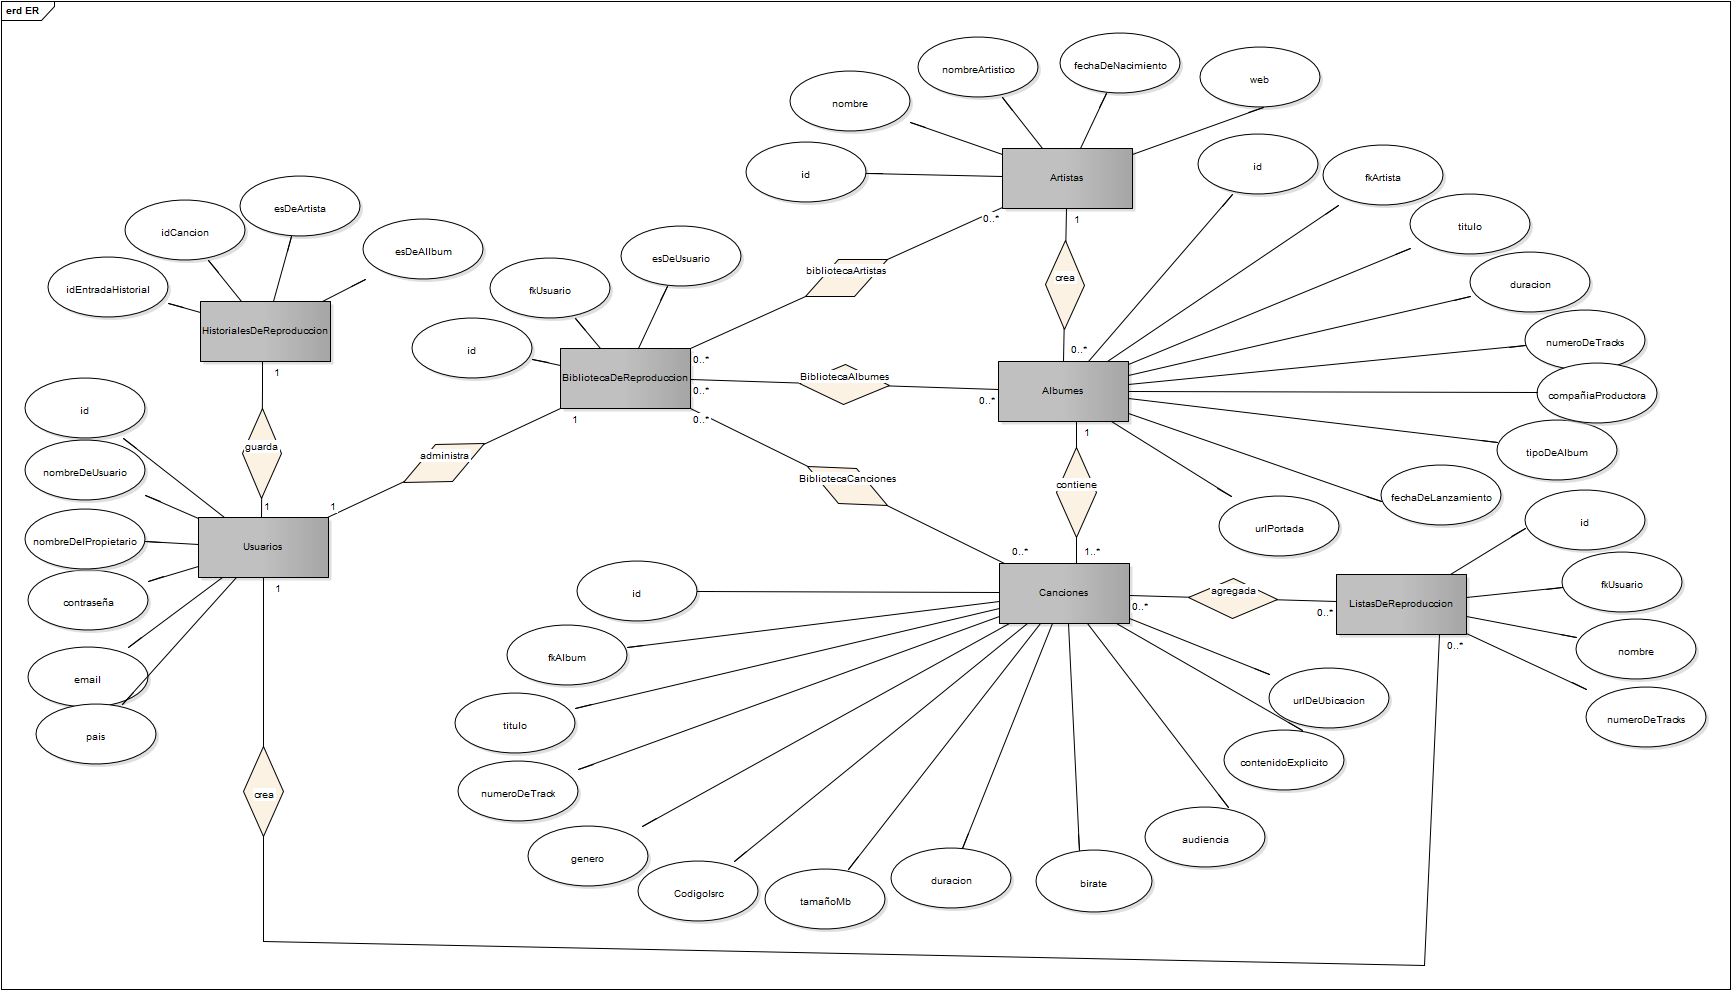 erd ER
nombre
nombreArtistico
fechaDeNacimiento
web
id
Artistas
0..*
1
bibliotecaArtistas
crea
0..*
id
fkArtista
titulo
duracion
numeroDeTracks
compañiaProductora
tipoDeAlbum
fechaDeLanzamiento
urlPortada
Albumes
0..*
1
idEntradaHistorial
idCancion
esDeArtista
esDeAllbum
HistorialesDeReproduccion
1
guarda
1
id
fkUsuario
esDeUsuario
BibliotecaDeReproduccion
0..*
0..*
0..*
1
BibliotecaAlbumes
administra
1
BibliotecaCanciones
0..*
contiene
1..*
id
nombreDeUsuario
nombreDelPropietario
contraseña
email
pais
Usuarios
1
crea
Canciones
0..*
id
fkAlbum
titulo
numeroDeTrack
genero
CodigoIsrc
tamañoMb
duracion
birate
audiencia
contenidoExplicito
urlDeUbicacion
agregada
0..*
ListasDeReproduccion
0..*
id
fkUsuario
nombre
numeroDeTracks